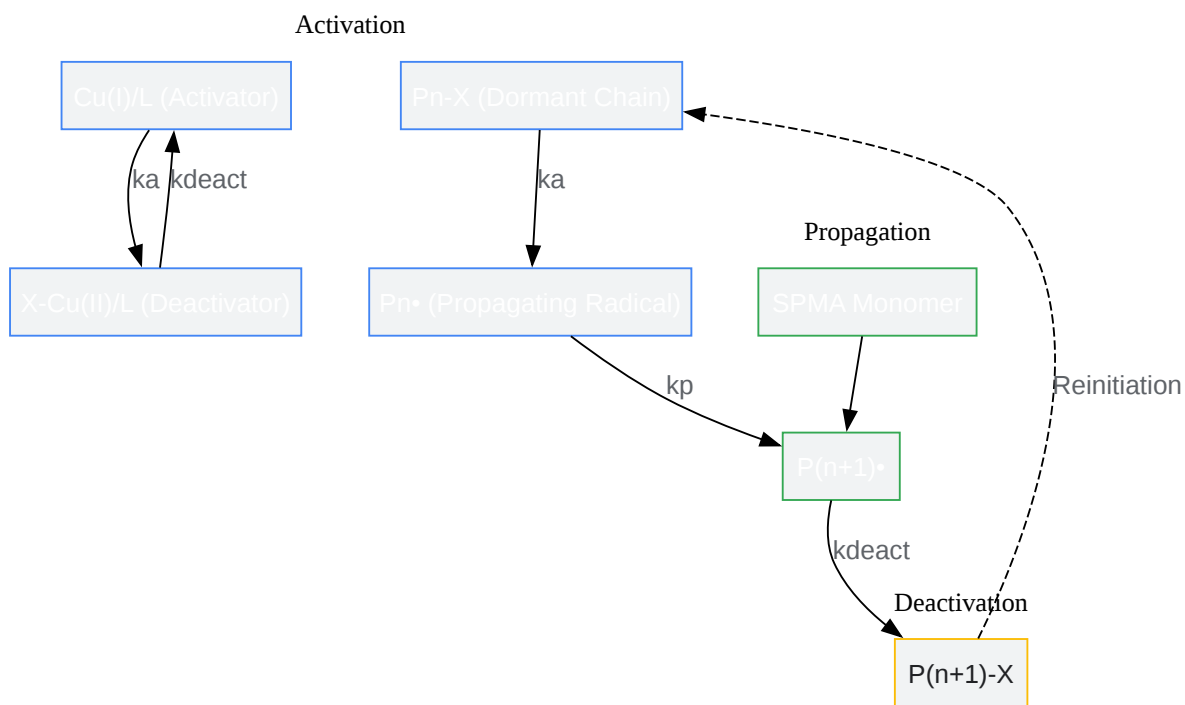 Activation
Cu(I)/L (Activator)
Pn-X (Dormant Chain)
ka
kdeact
ka
Propagation
X-Cu(II)/L (Deactivator)
Pn• (Propagating Radical)
SPMA Monomer
kp
Reinitiation
P(n+1)•
kdeact
Deactivation
P(n+1)-X